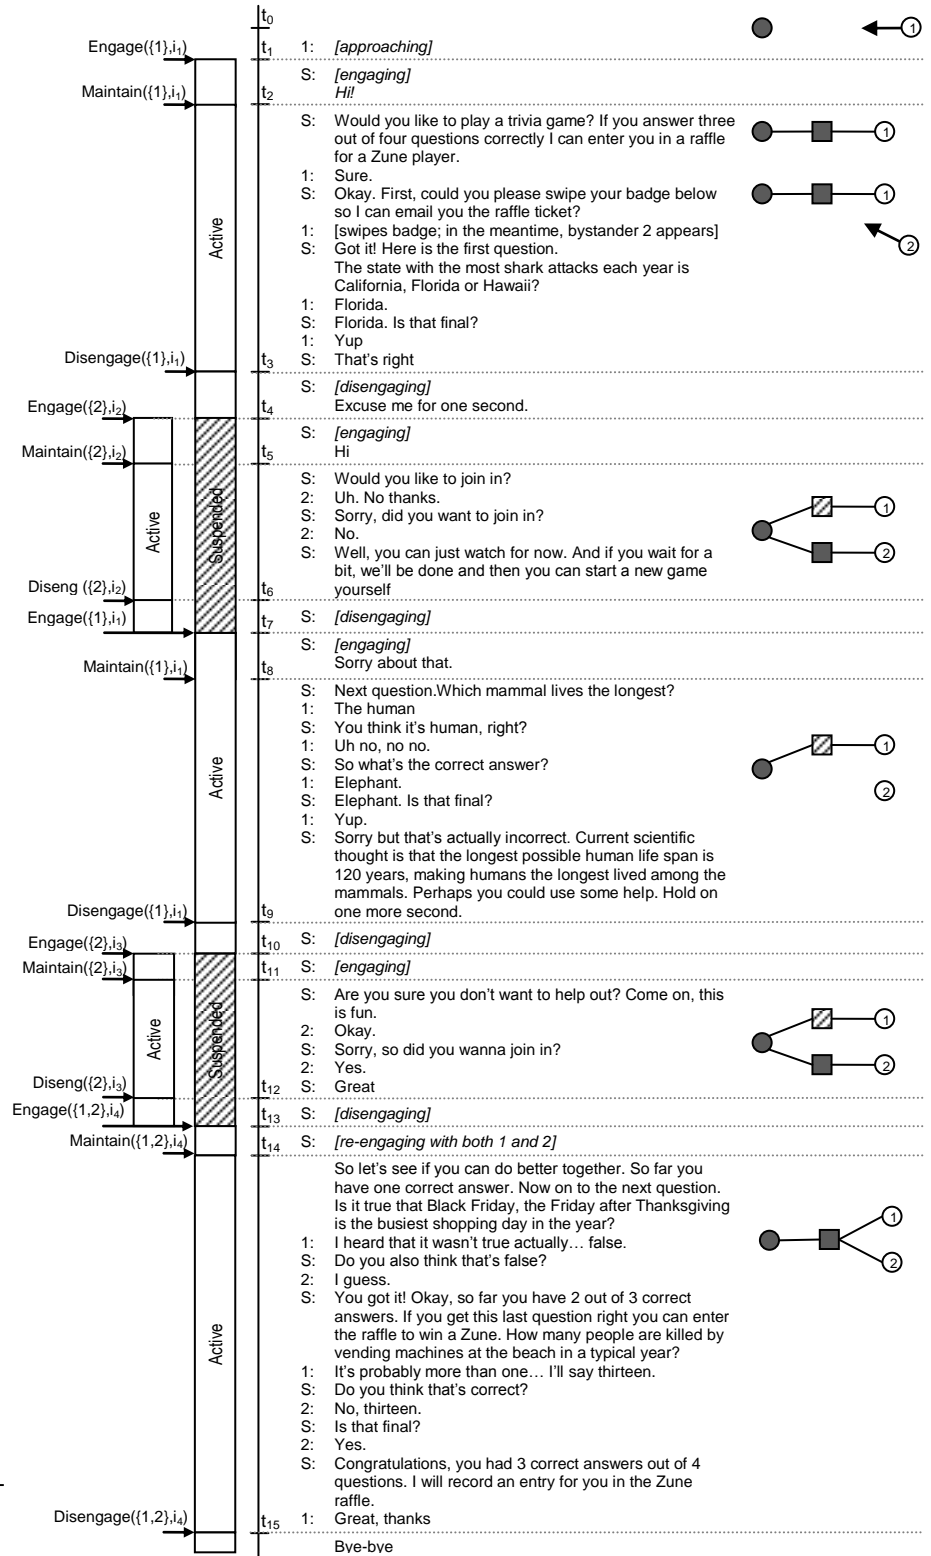 t0
Engage({1},i1)
t1
1: [approaching]
S: [engaging]
Hi!
Maintain({1},i1)
t2
S: Would you like to play a trivia game? If you answer three
out of four questions correctly I can enter you in a raffle
for a Zune player.
1: Sure.
S: Okay. First, could you please swipe your badge below
so I can email you the raffle ticket?
1: [swipes badge; in the meantime, bystander 2 appears]
S: Got it! Here is the first question.
The state with the most shark attacks each year is
California, Florida or Hawaii?
1: Florida.
S: Florida. Is that final?
1: Yup
S: That's right
Active
1
1
1
2
Disengage({1},i1)
t3
S: [disengaging]
Excuse me for one second.
Engage({2},i2)
t4
S: [engaging]
Hi
Maintain({2},i2)
t5
S: Would you like to join in?
2: Uh. No thanks.
S: Sorry, did you want to join in?
2: No.
S: Well, you can just watch for now. And if you wait for a
bit, we'll be done and then you can start a new game
yourself
Active
Suspended
1
2
Diseng ({2},i2)
t6
Engage({1},i1)
S: [disengaging]
t7
S: [engaging]
Sorry about that.
Maintain({1},i1)
t8
S: Next question.Which mammal lives the longest?
1: The human
S: You think it's human, right?
1: Uh no, no no.
S: So what's the correct answer?
1: Elephant.
S: Elephant. Is that final?
1: Yup.
S: Sorry but that's actually incorrect. Current scientific
thought is that the longest possible human life span is
120 years, making humans the longest lived among the
mammals. Perhaps you could use some help. Hold on
one more second.
Active
1
2
Disengage({1},i1)
t9
S: [disengaging]
Engage({2},i3)
t10
Maintain({2},i3)
t11
S: [engaging]
S: Are you sure you don't want to help out? Come on, this
is fun.
2: Okay.
S: Sorry, so did you wanna join in?
2: Yes.
S: Great
Active
Suspended
1
2
Diseng({2},i3)
t12
Engage({1,2},i4)
t13
S: [disengaging]
Maintain({1,2},i4)
t14
S: [re-engaging with both 1 and 2]
So let's see if you can do better together. So far you
have one correct answer. Now on to the next question.
Is it true that Black Friday, the Friday after Thanksgiving
is the busiest shopping day in the year?
1: I heard that it wasn't true actually… false.
S: Do you also think that's false?
2: I guess.
S: You got it! Okay, so far you have 2 out of 3 correct
answers. If you get this last question right you can enter
the raffle to win a Zune. How many people are killed by
vending machines at the beach in a typical year?
1: It's probably more than one… I'll say thirteen.
S: Do you think that's correct?
2: No, thirteen.
S: Is that final?
2: Yes.
S: Congratulations, you had 3 correct answers out of 4
questions. I will record an entry for you in the Zune
raffle.
1: Great, thanks
Active
1
2
Disengage({1,2},i4)
t15
Bye-bye